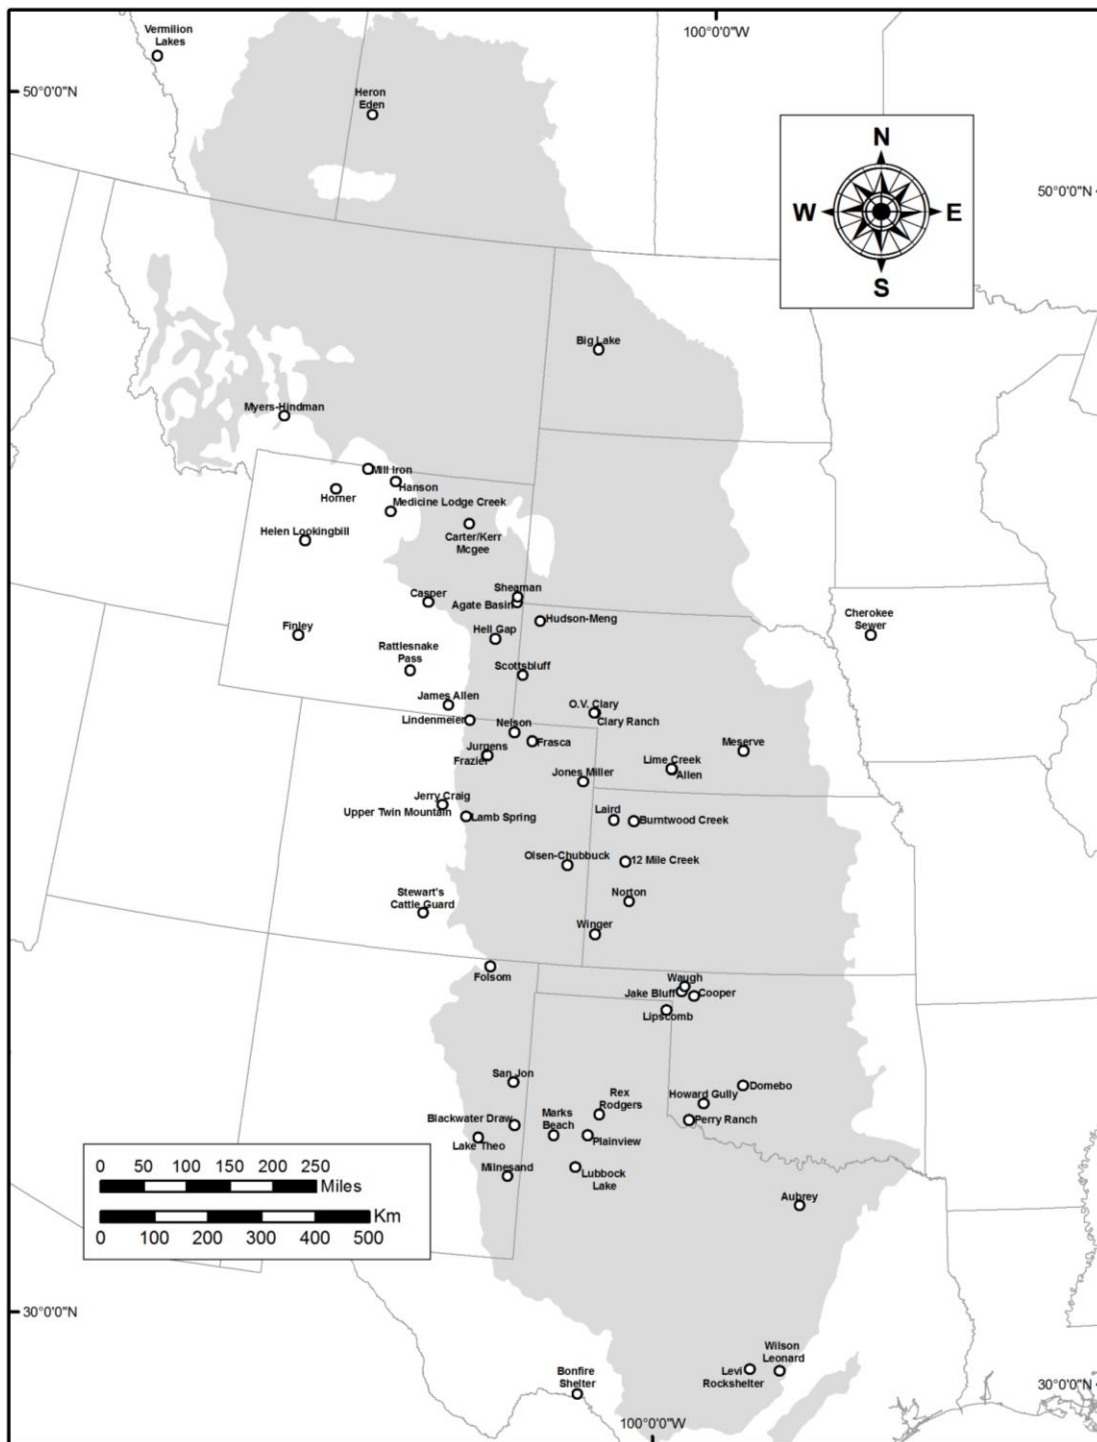 Vermilion
Lakes
100°0'0"W
50°0'0"N
Heron
Eden
N
W
E
S
50°0'0"N
Big Lake
Myers-Hindman
Mill Iron
Hanson
Horner
Medicine Lodge Creek
Helen Lookingbill
Carter/Kerr
Mcgee
Sheaman
Casper
Agate Basin
Hudson-Meng
Cherokee
Sewer
Finley
Hell Gap
Rattlesnake
Pass
Scottsbluff
James Allen
O.V. Clary
Clary Ranch
Lindenmeier
Nelson
Frasca
Jurgens
Frazier
Meserve
Lime Creek
Allen
Jones Miller
Jerry Craig
Upper Twin Mountain
Lamb Spring
Laird
Burntwood Creek
Olsen-Chubbuck
12 Mile Creek
Stewart's
Cattle Guard
Norton
Winger
Folsom
Waugh
Jake Bluff
Cooper
Lipscomb
San Jon
Domebo
Rex
Rodgers
Howard Gully
Blackwater Draw
Marks
Beach
Perry Ranch
Lake Theo
Plainview
Milnesand
Lubbock
Lake
Aubrey
0 50 100 150 200 250
Miles
Km
0 100 200 300 400 500
30°0'0"N
Wilson
Leonard
Levi
Rockshelter
Bonfire
Shelter
30°0'0"N
100°0'0"W